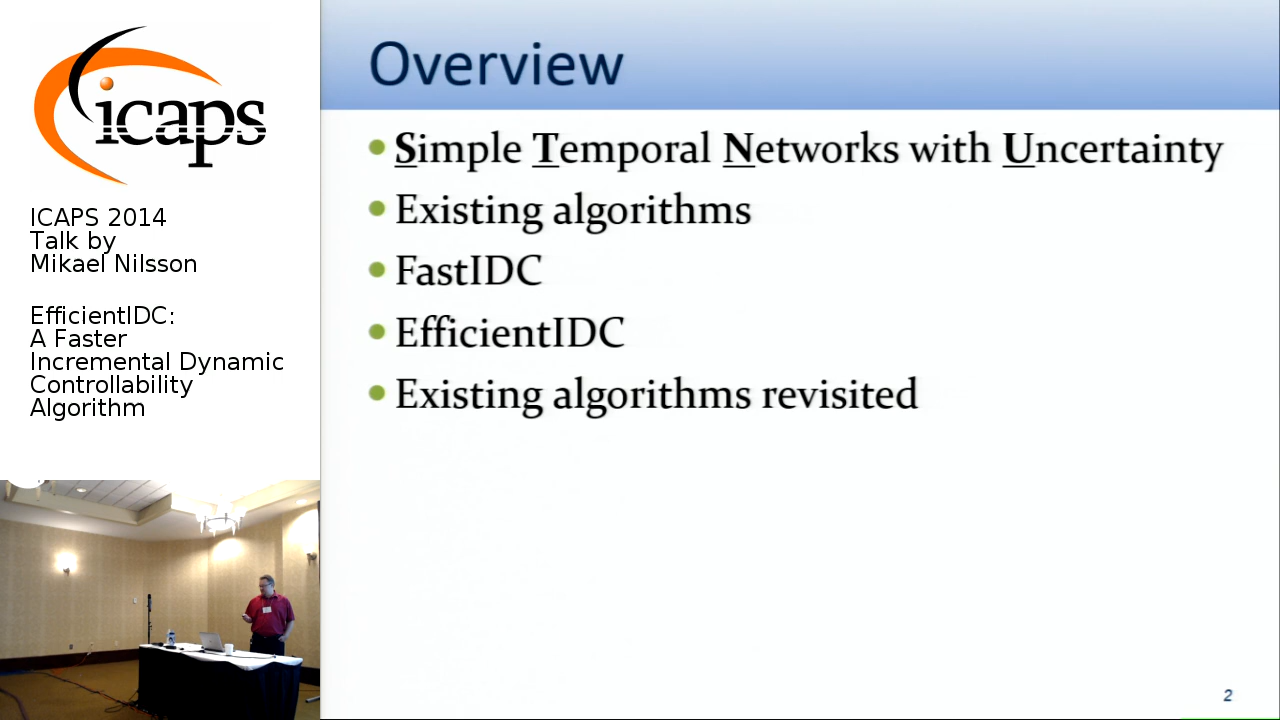 icaps
ICAPS 2014
Talk by
Mikael Nilsson
EfficientIDC:
A Faster
Incremental Dynamic
Controllability
Algorithm
Overview
• Simple Temporal Networks with Uncertainty
• Existing algorithms
• FastIDC
• EfficientIDC
• Existing algorithms revisited
2